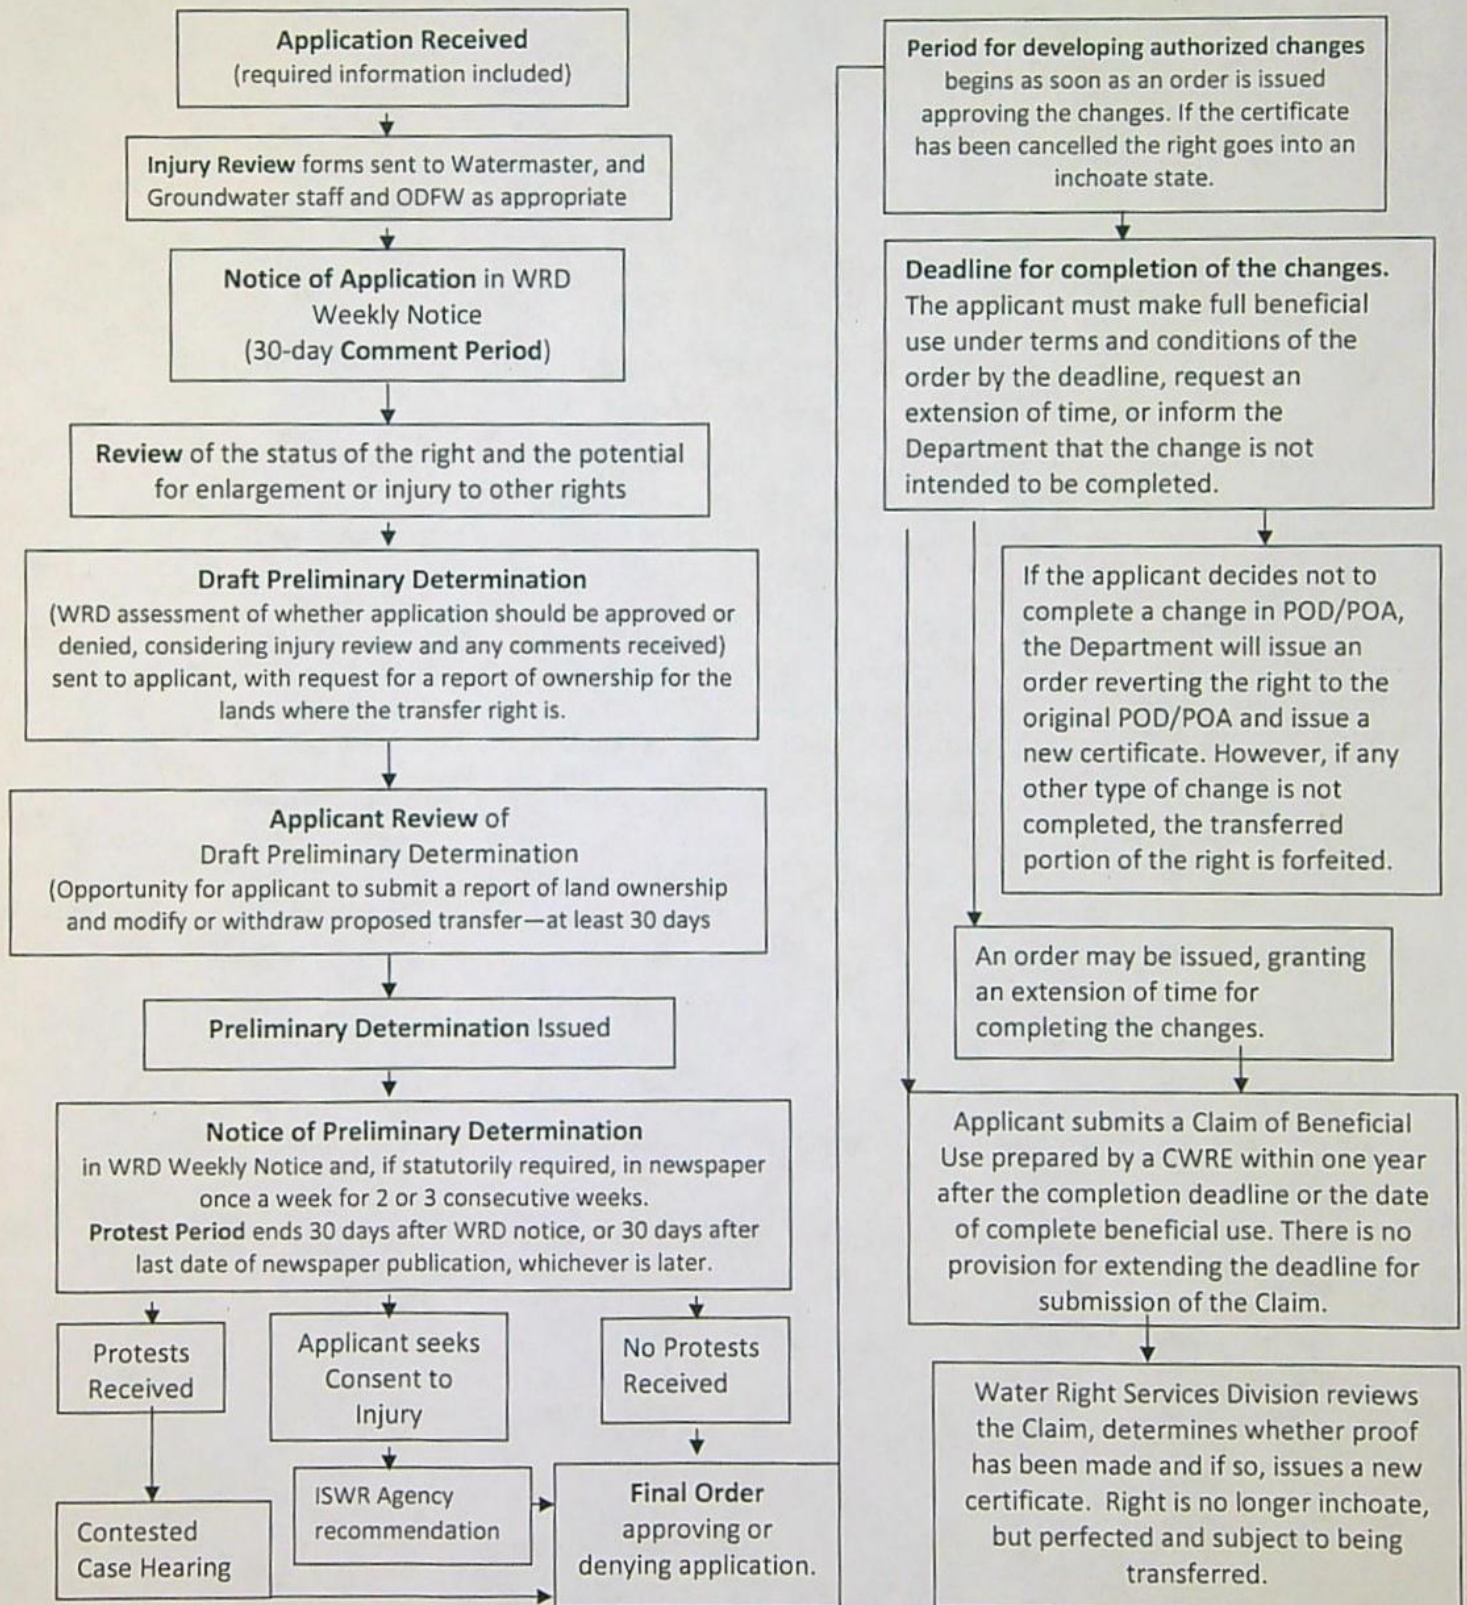 Application Received
(required information included)
Injury Review forms sent to Watermaster, and
Groundwater staff and ODFW as appropriate
Notice of Application in WRD
Weekly Notice
(30-day Comment Period)
Review of the status of the right and the potential
for enlargement or injury to other rights
Draft Preliminary Determination
(WRD assessment of whether application should be approved or
denied, considering injury review and any comments received)
sent to applicant, with request for a report of ownership for the
lands where the transfer right is.
Applicant Review of
Draft Preliminary Determination
(Opportunity for applicant to submit a report of land ownership
and modify or withdraw proposed transfer—at least 30 days
Preliminary Determination Issued
Notice of Preliminary Determination
in WRD Weekly Notice and, if statutorily required, in newspaper
once a week for 2 or 3 consecutive weeks.
Protest Period ends 30 days after WRD notice, or 30 days after
last date of newspaper publication, whichever is later.
Protests
Received
Applicant seeks
Consent to
Injury
No Protests
Received
Contested
Case Hearing
ISWR Agency
recommendation
Final Order
approving or
denying application.
Period for developing authorized changes
begins as soon as an order is issued
approving the changes. If the certificate
has been cancelled the right goes into an
inchoate state.
Deadline for completion of the changes.
The applicant must make full beneficial
use under terms and conditions of the
order by the deadline, request an
extension of time, or inform the
Department that the change is not
intended to be completed.
If the applicant decides not to
complete a change in POD/POA,
the Department will issue an
order reverting the right to the
original POD/POA and issue a
new certificate. However, if any
other type of change is not
completed, the transferred
portion of the right is forfeited.
An order may be issued, granting
an extension of time for
completing the changes.
Applicant submits a Claim of Beneficial
Use prepared by a CWRE within one year
after the completion deadline or the date
of complete beneficial use. There is no
provision for extending the deadline for
submission of the Claim.
Water Right Services Division reviews
the Claim, determines whether proof
has been made and if so, issues a new
certificate. Right is no longer inchoate,
but perfected and subject to being
transferred.